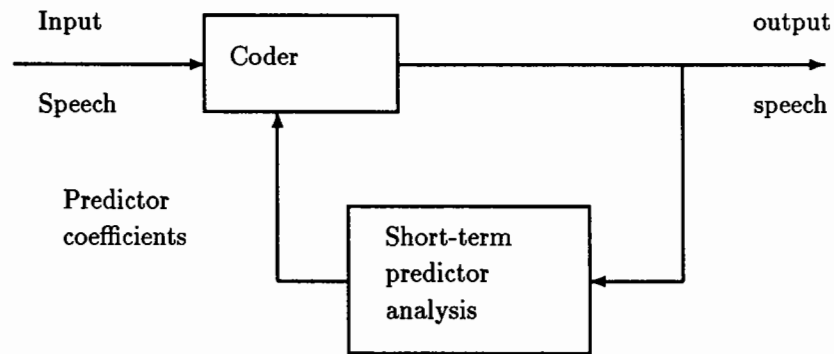 Input
output
Coder
Speech
speech
Predictor
coefficients
Short-term
predictor
analysis